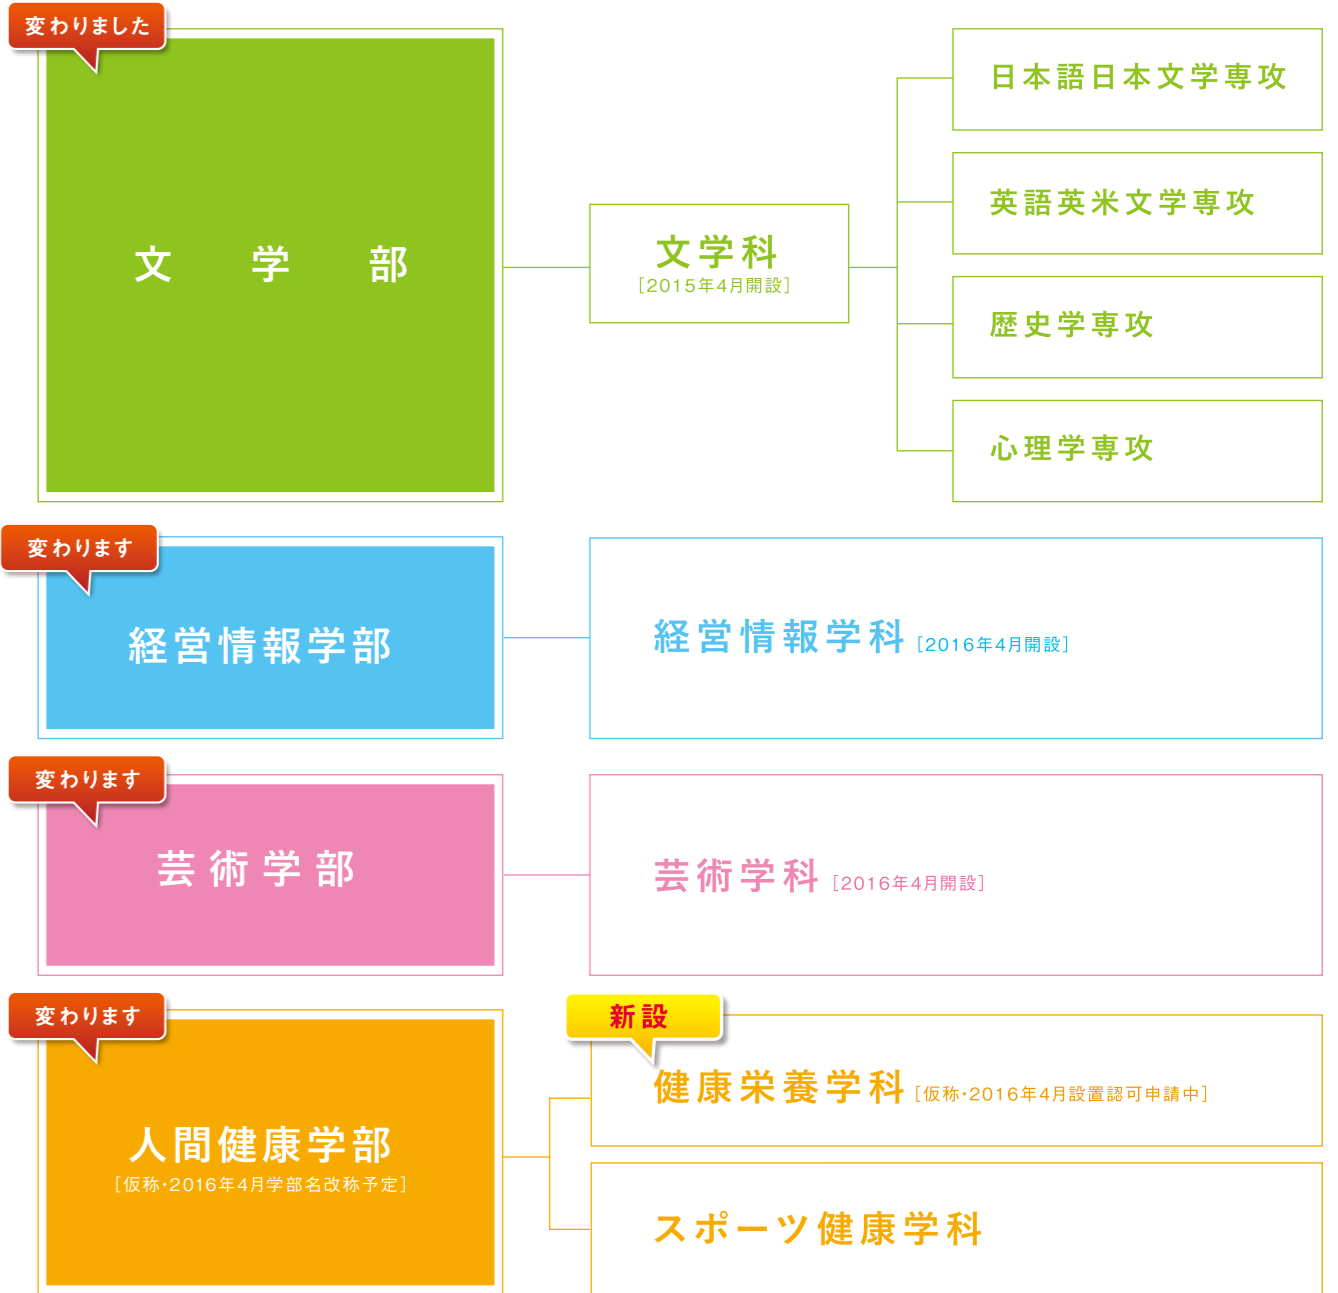 変わりました
文学部
文学科
［2015年4月開設］
日本語日本文学専攻
英語英米文学専攻
歴史学専攻
心理学専攻
変わります
経営情報学部
経営情報学科［2016年4月開設］
変わります
芸術学部
芸術学科［2016年4月開設］
変わります
人間健康学部
［仮称・2016年4月学部名改称予定］
新設
健康栄養学科［仮称・2016年4月設置認可申請中］
スポーツ健康学科